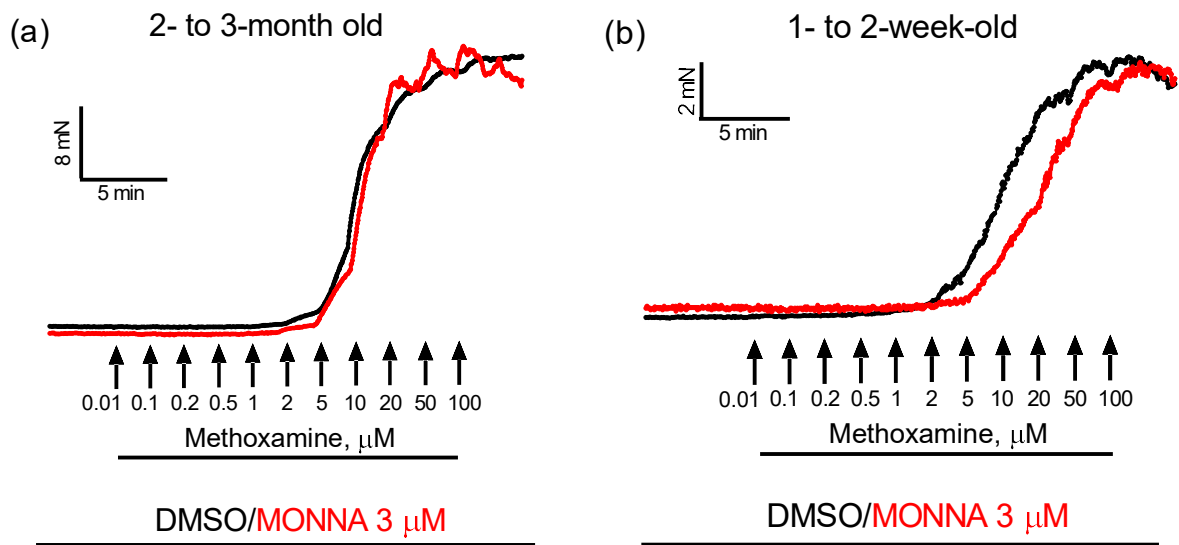 (a) 2- to 3-month old
8 mN
5 min
0.01 0.1 0.2 0.5 1 2 5 10 20 50 100
Methoxamine, μM
DMSO/MONNA 3 μM
(b) 1- to 2-week-old
2 mN
5 min
0.01 0.1 0.2 0.5 1 2 5 10 20 50 100
Methoxamine, μM
DMSO/MONNA 3 μM